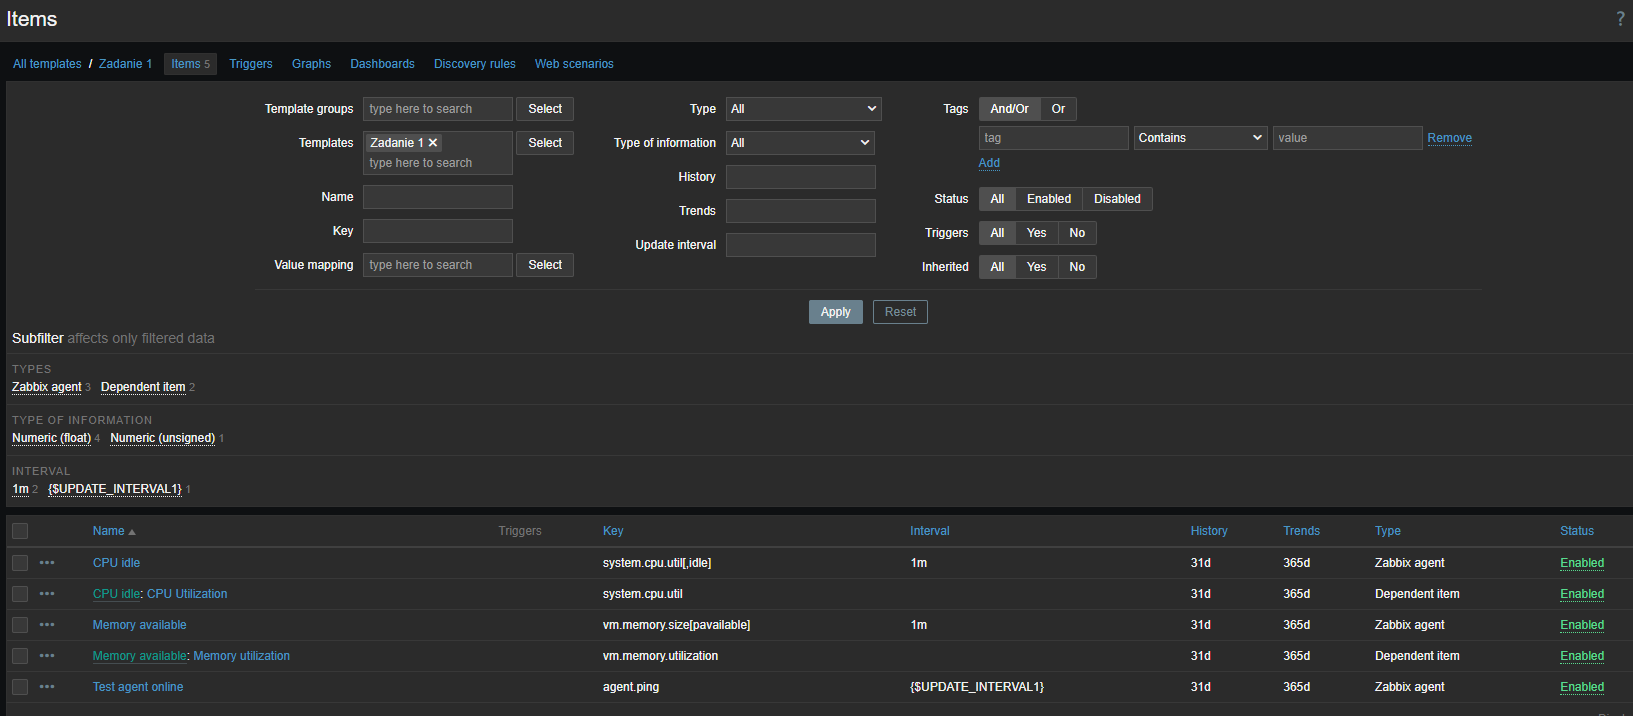 Items
?
All templates / Zadanie 1 Items 5 Triggers Graphs Dashboards Discovery rules Web scenarios
Template groups type here to search Select
Templates Zadanie 1 Select
type here to search
Name
Key
Value mapping type here to search Select
Type All
Type of information All
History
Trends
Update interval
Tags And/Or Or
tag Contains value Remove
Add
Status All Enabled Disabled
Triggers All Yes No
Inherited All Yes No
Apply Reset
Subfilter affects only filtered data
TYPES
Zabbix agent 3 Dependent item 2
TYPE OF INFORMATION
Numeric (float) 4 Numeric (unsigned) 1
INTERVAL
1m 2 {$UPDATE_INTERVAL1} 1
Name Triggers Key Interval History Trends Type Status
CPU idle system.cpu.util[,idle] 1m 31d 365d Zabbix agent Enabled
CPU idle: CPU Utilization system.cpu.util 31d 365d Dependent item Enabled
Memory available vm.memory.size[pavailable] 1m 31d 365d Zabbix agent Enabled
Memory available: Memory utilization vm.memory.utilization 31d 365d Dependent item Enabled
Test agent online agent.ping {$UPDATE_INTERVAL1} 31d 365d Zabbix agent Enabled